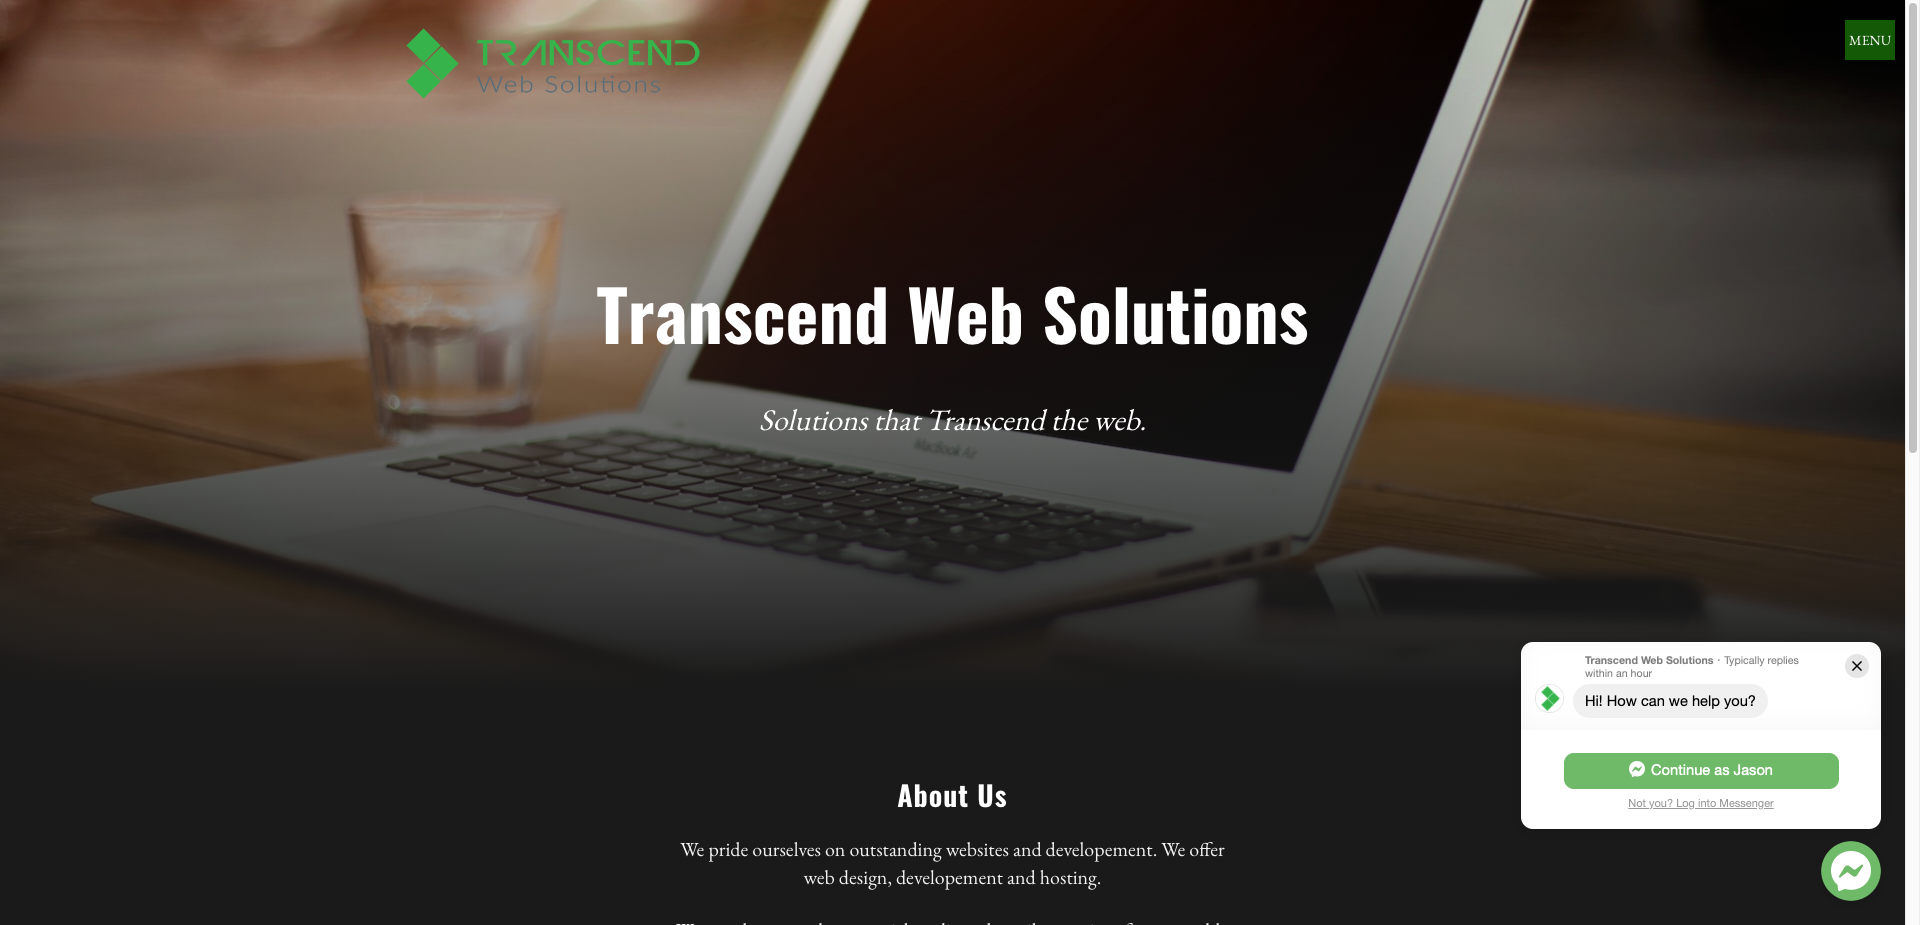 TRANSCEND
Web Solutions
MENU
Transcend Web Solutions
Solutions that Transcend the web.
MacBook Air
Transcend Web Solutions · Typically replies
within an hour
Hi! How can we help you?
Continue as Jason
Not you? Log into Messenger
About Us
We pride ourselves on outstanding websites and developement. We offer
web design, developement and hosting.